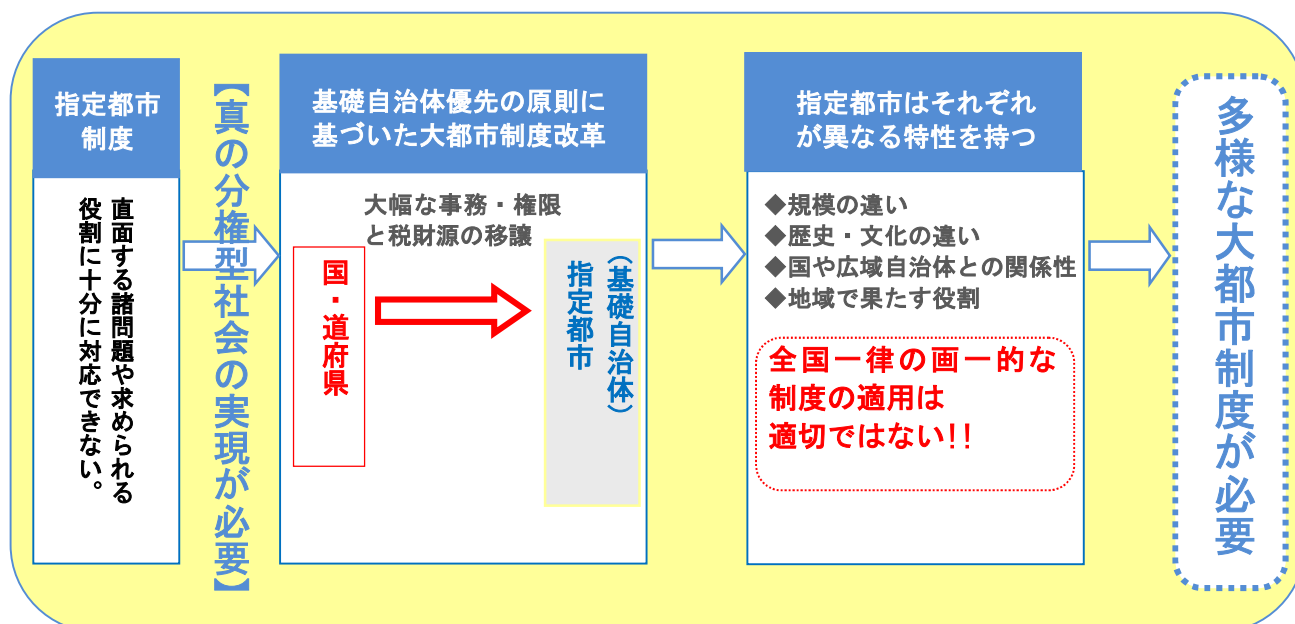 指定都市
制度
直面する諸問題や求められる
役割に十分に対応できない。
【真の分権型社会の実現が必要】
基礎自治体優先の原則に
基づいた大都市制度改革
大幅な事務・権限
と税財源の移譲
国・道府県
(基礎自治体)
指定都市
指定都市はそれぞれ
が異なる特性を持つ
◆規模の違い
◆歴史・文化の違い
◆国や広域自治体との関係性
◆地域で果たす役割
全国一律の画一的な
制度の適用は
適切ではない!!
多様な大都市制度が必要